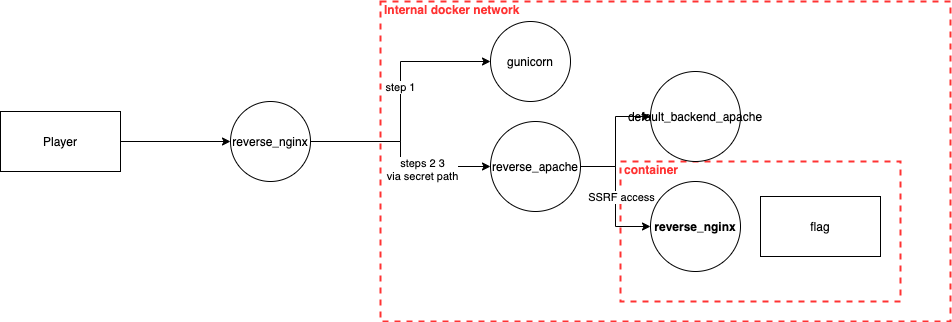 Internal docker network
gunicorn
step 1
default_backend_apache
Player
reverse_nginx
steps 2 3
via secret path
reverse_apache
container
SSRF access
reverse_nginx
flag